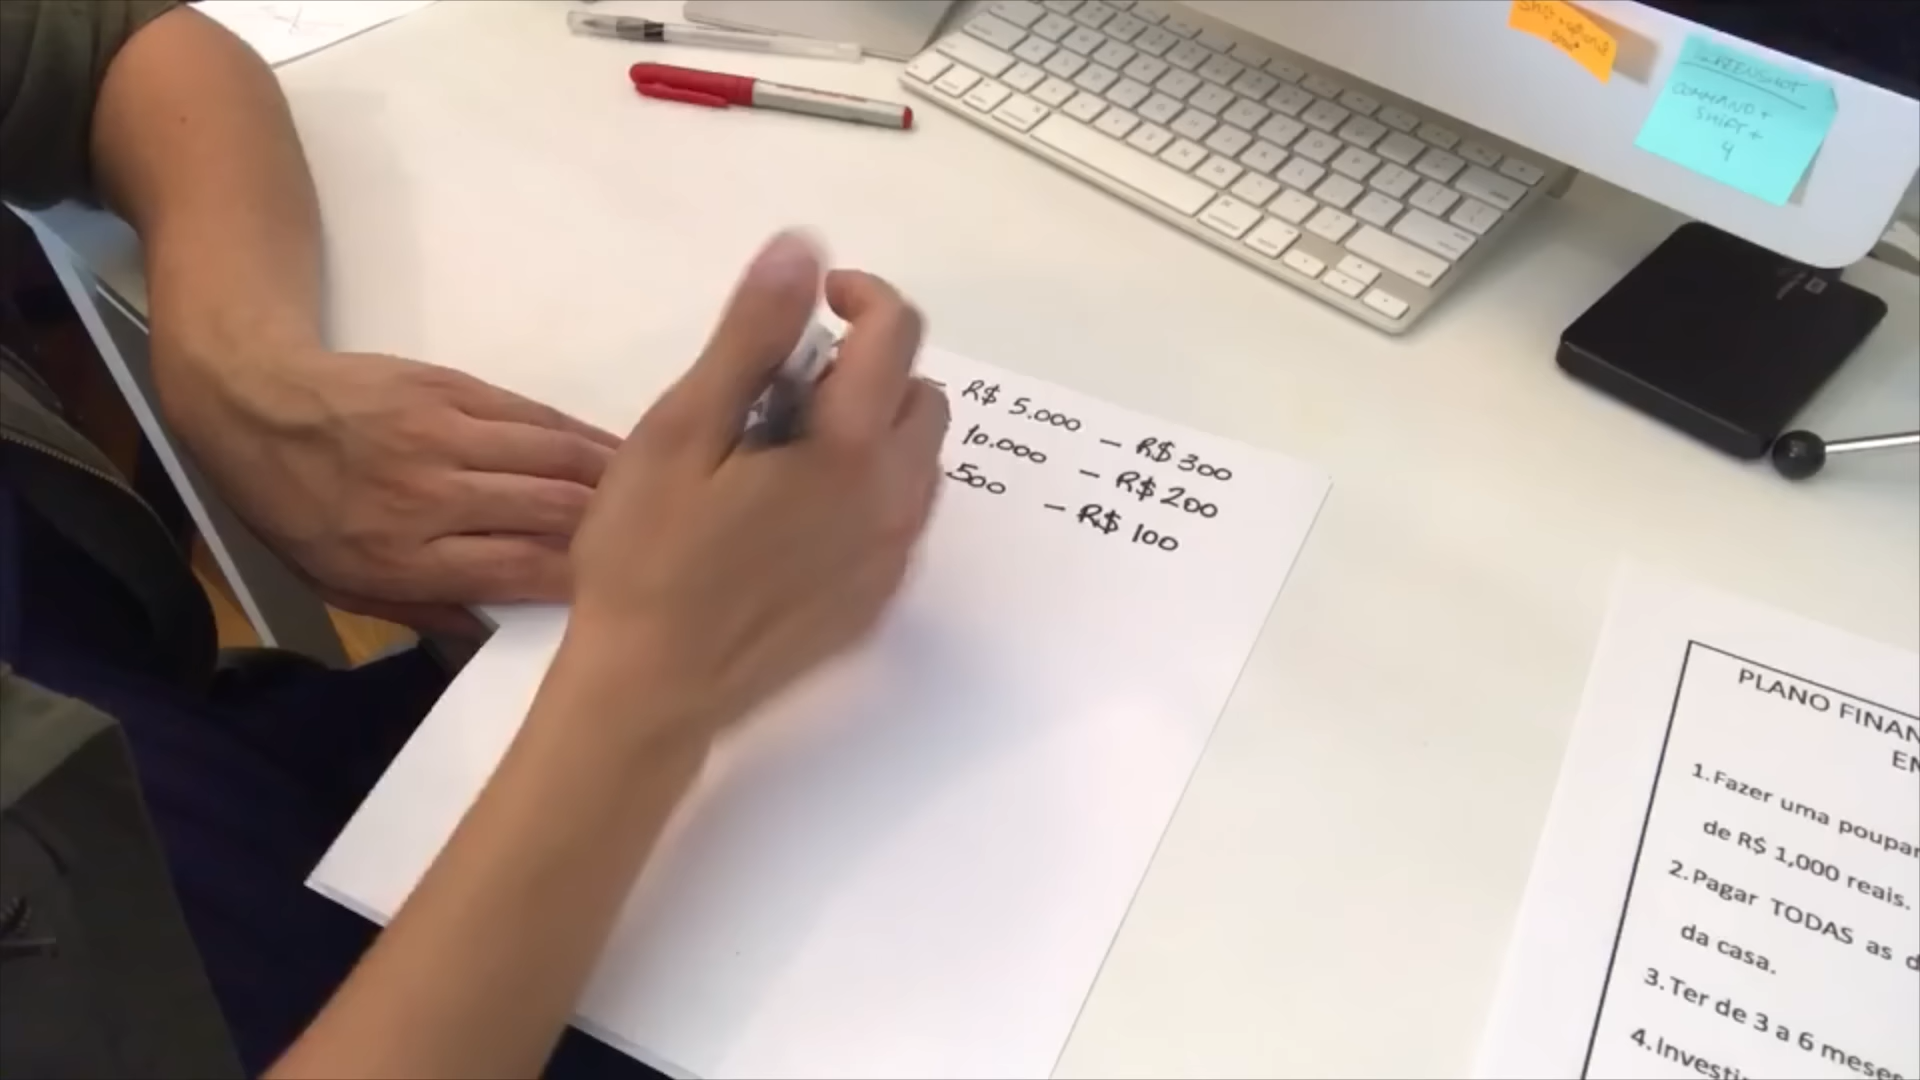 SCREENSHOT
COMMAND +
SHIFT +
4
– R$ 5.000 – R$ 300
10.000 – R$ 200
.500 – R$ 100
PLANO FINAN
EM
1. Fazer uma poupan
de R$ 1,000 reais.
2. Pagar TODAS as d
da casa.
3. Ter de 3 a 6 meses
4. Investi